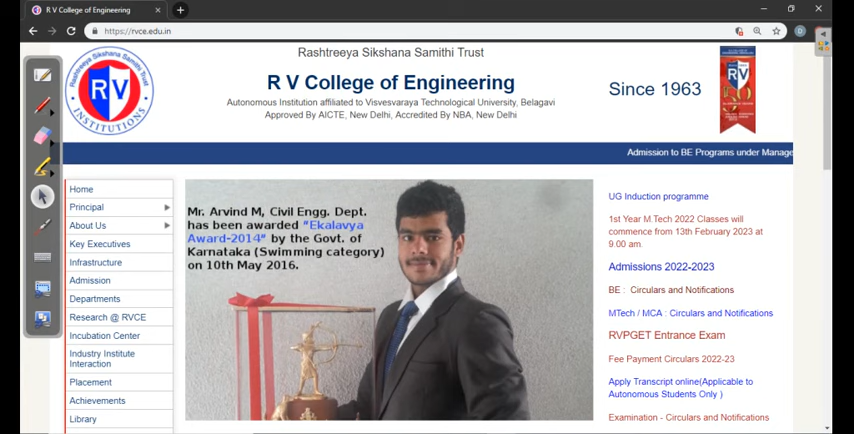 R V College of Engineering
https://rvce.edu.in
Rashtreeya Sikshana Samithi Trust
R V College of Engineering
Autonomous Institution affiliated to Visvesvaraya Technological University, Belagavi
Approved By AICTE, New Delhi, Accredited By NBA, New Delhi
Rashtreeya Sikshana Samithi Trust
RV
INSTITUTIONS
Since 1963
RV
Admission to BE Programs under Manage
Home
Principal
About Us
Key Executives
Infrastructure
Admission
Departments
Research @ RVCE
Incubation Center
Industry Institute
Interaction
Placement
Achievements
Library
Mr. Arvind M, Civil Engg. Dept.
has been awarded "Ekalavya
Award-2014" by the Govt. of
Karnataka (Swimming category)
on 10th May 2016.
UG Induction programme
1st Year M Tech 2022 Classes will
commence from 13th February 2023 at
9.00 am.
Admissions 2022-2023
BE : Circulars and Notifications
MTech / MCA : Circulars and Notifications
RVPGET Entrance Exam
Fee Payment Circulars 2022-23
Apply Transcript online(Applicable to
Autonomous Students Only )
Examination - Circulars and Notifications